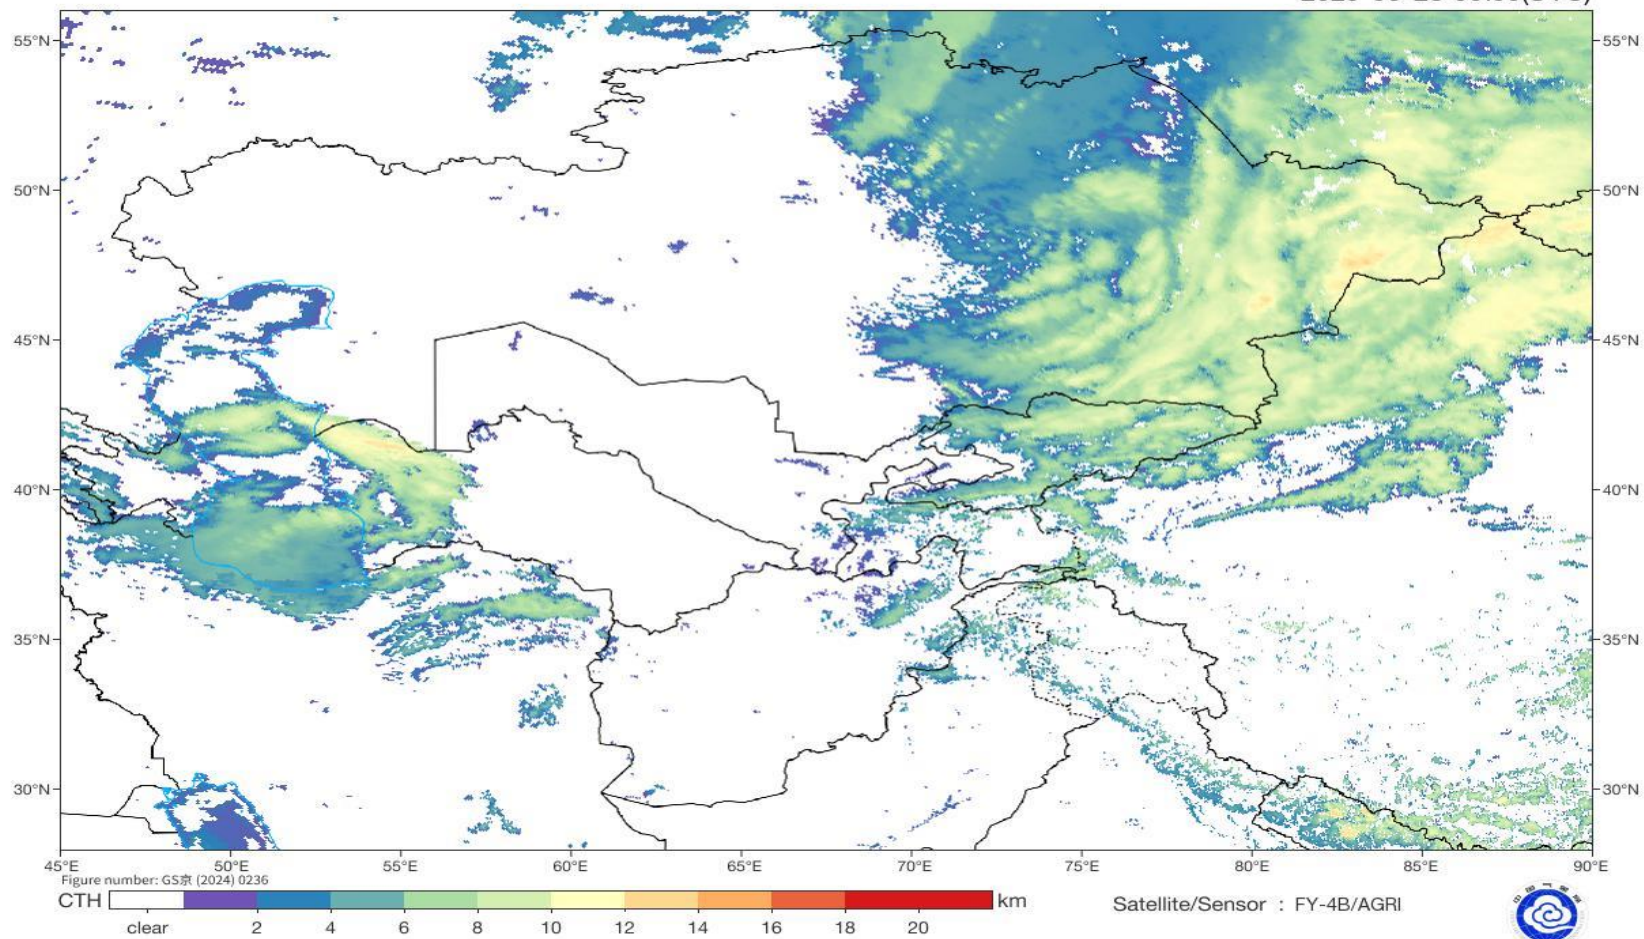 55°N 55°N
50°N 50°N
45°N 45°N
40°N 40°N
35°N 35°N
30°N 30°N
45°E 50°E 55°E 60°E 65°E 70°E 75°E 80°E 85°E 90°E
Figure number: GS京 (2024) 0236
CTH km Satellite/Sensor : FY-4B/AGRI
clear 2 4 6 8 10 12 14 16 18 20